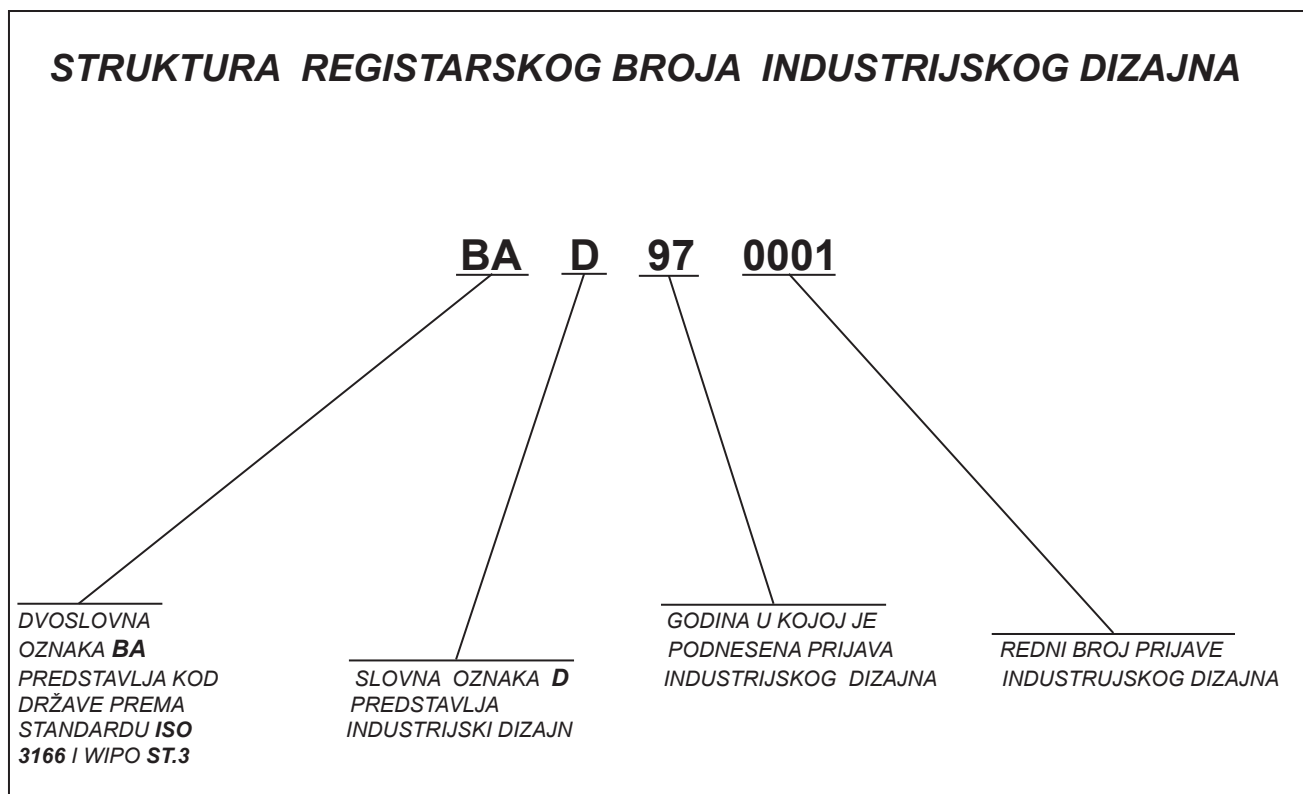 STRUKTURA REGISTARSKOG BROJA INDUSTRIJSKOG DIZAJNA
BA D 97 0001
DVOSLOVNA
OZNAKA BA
PREDSTAVLJA KOD
DRŽAVE PREMA
STANDARDU ISO
3166 I WIPO ST.3
SLOVNA OZNAKA D
PREDSTAVLJA
INDUSTRIJSKI DIZAJN
GODINA U KOJOJ JE
PODNESENA PRIJAVA
INDUSTRIJSKOG DIZAJNA
REDNI BROJ PRIJAVE
INDUSTRUJSKOG DIZAJNA